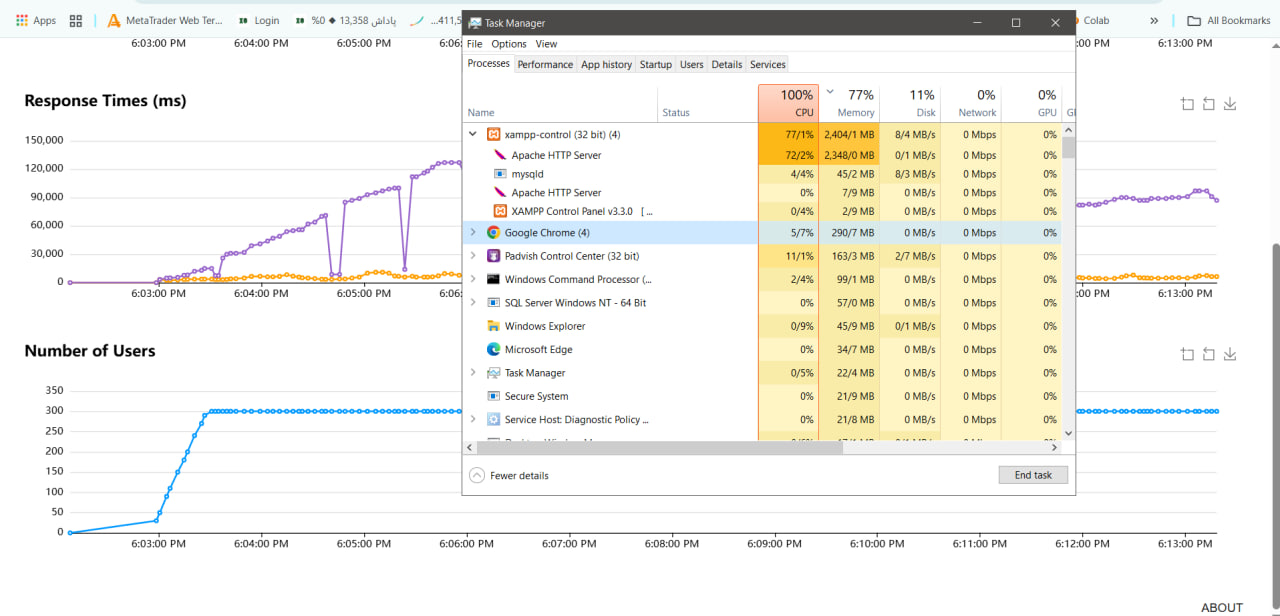 Apps MetaTrader Web Ter... Login %0 ◆ 13,358 پاداش ...411,5 Colab » All Bookmarks
6:03:00 PM 6:04:00 PM 6:05:00 PM 6:06: :00 PM 6:13:00 PM
Task Manager
File Options View
Processes Performance App history Startup Users Details Services
100% 77% 11% 0% 0%
Name Status CPU Memory Disk Network GPU
xampp-control (32 bit) (4) 77/1% 2,404/1 MB 8/4 MB/s 0 Mbps 0%
Apache HTTP Server 72/2% 2,348/0 MB 0/1 MB/s 0 Mbps 0%
mysqld 4/4% 45/2 MB 8/3 MB/s 0 Mbps 0%
Apache HTTP Server 0% 7/9 MB 0 MB/s 0 Mbps 0%
XAMPP Control Panel v3.3.0 [ ... 0/4% 2/9 MB 0 MB/s 0 Mbps 0%
Google Chrome (4) 5/7% 290/7 MB 0 MB/s 0 Mbps 0%
Padvish Control Center (32 bit) 11/1% 163/3 MB 2/7 MB/s 0 Mbps 0%
Windows Command Processor (... 2/4% 99/1 MB 0 MB/s 0 Mbps 0%
SQL Server Windows NT - 64 Bit 0% 57/0 MB 0 MB/s 0 Mbps 0%
Windows Explorer 0/9% 45/9 MB 0/1 MB/s 0 Mbps 0%
Microsoft Edge 0% 34/7 MB 0 MB/s 0 Mbps 0%
Task Manager 0/5% 22/4 MB 0 MB/s 0 Mbps 0%
Secure System 0% 21/9 MB 0 MB/s 0 Mbps 0%
Service Host: Diagnostic Policy ... 0% 21/8 MB 0 MB/s 0 Mbps 0%
Fewer details End task
Response Times (ms)
150,000
120,000
90,000
60,000
30,000
0
6:03:00 PM 6:04:00 PM 6:05:00 PM 6:06: :00 PM 6:13:00 PM
Number of Users
350
300
250
200
150
100
50
0
6:03:00 PM 6:04:00 PM 6:05:00 PM 6:06:00 PM 6:07:00 PM 6:08:00 PM 6:09:00 PM 6:10:00 PM 6:11:00 PM 6:12:00 PM 6:13:00 PM
ABOUT